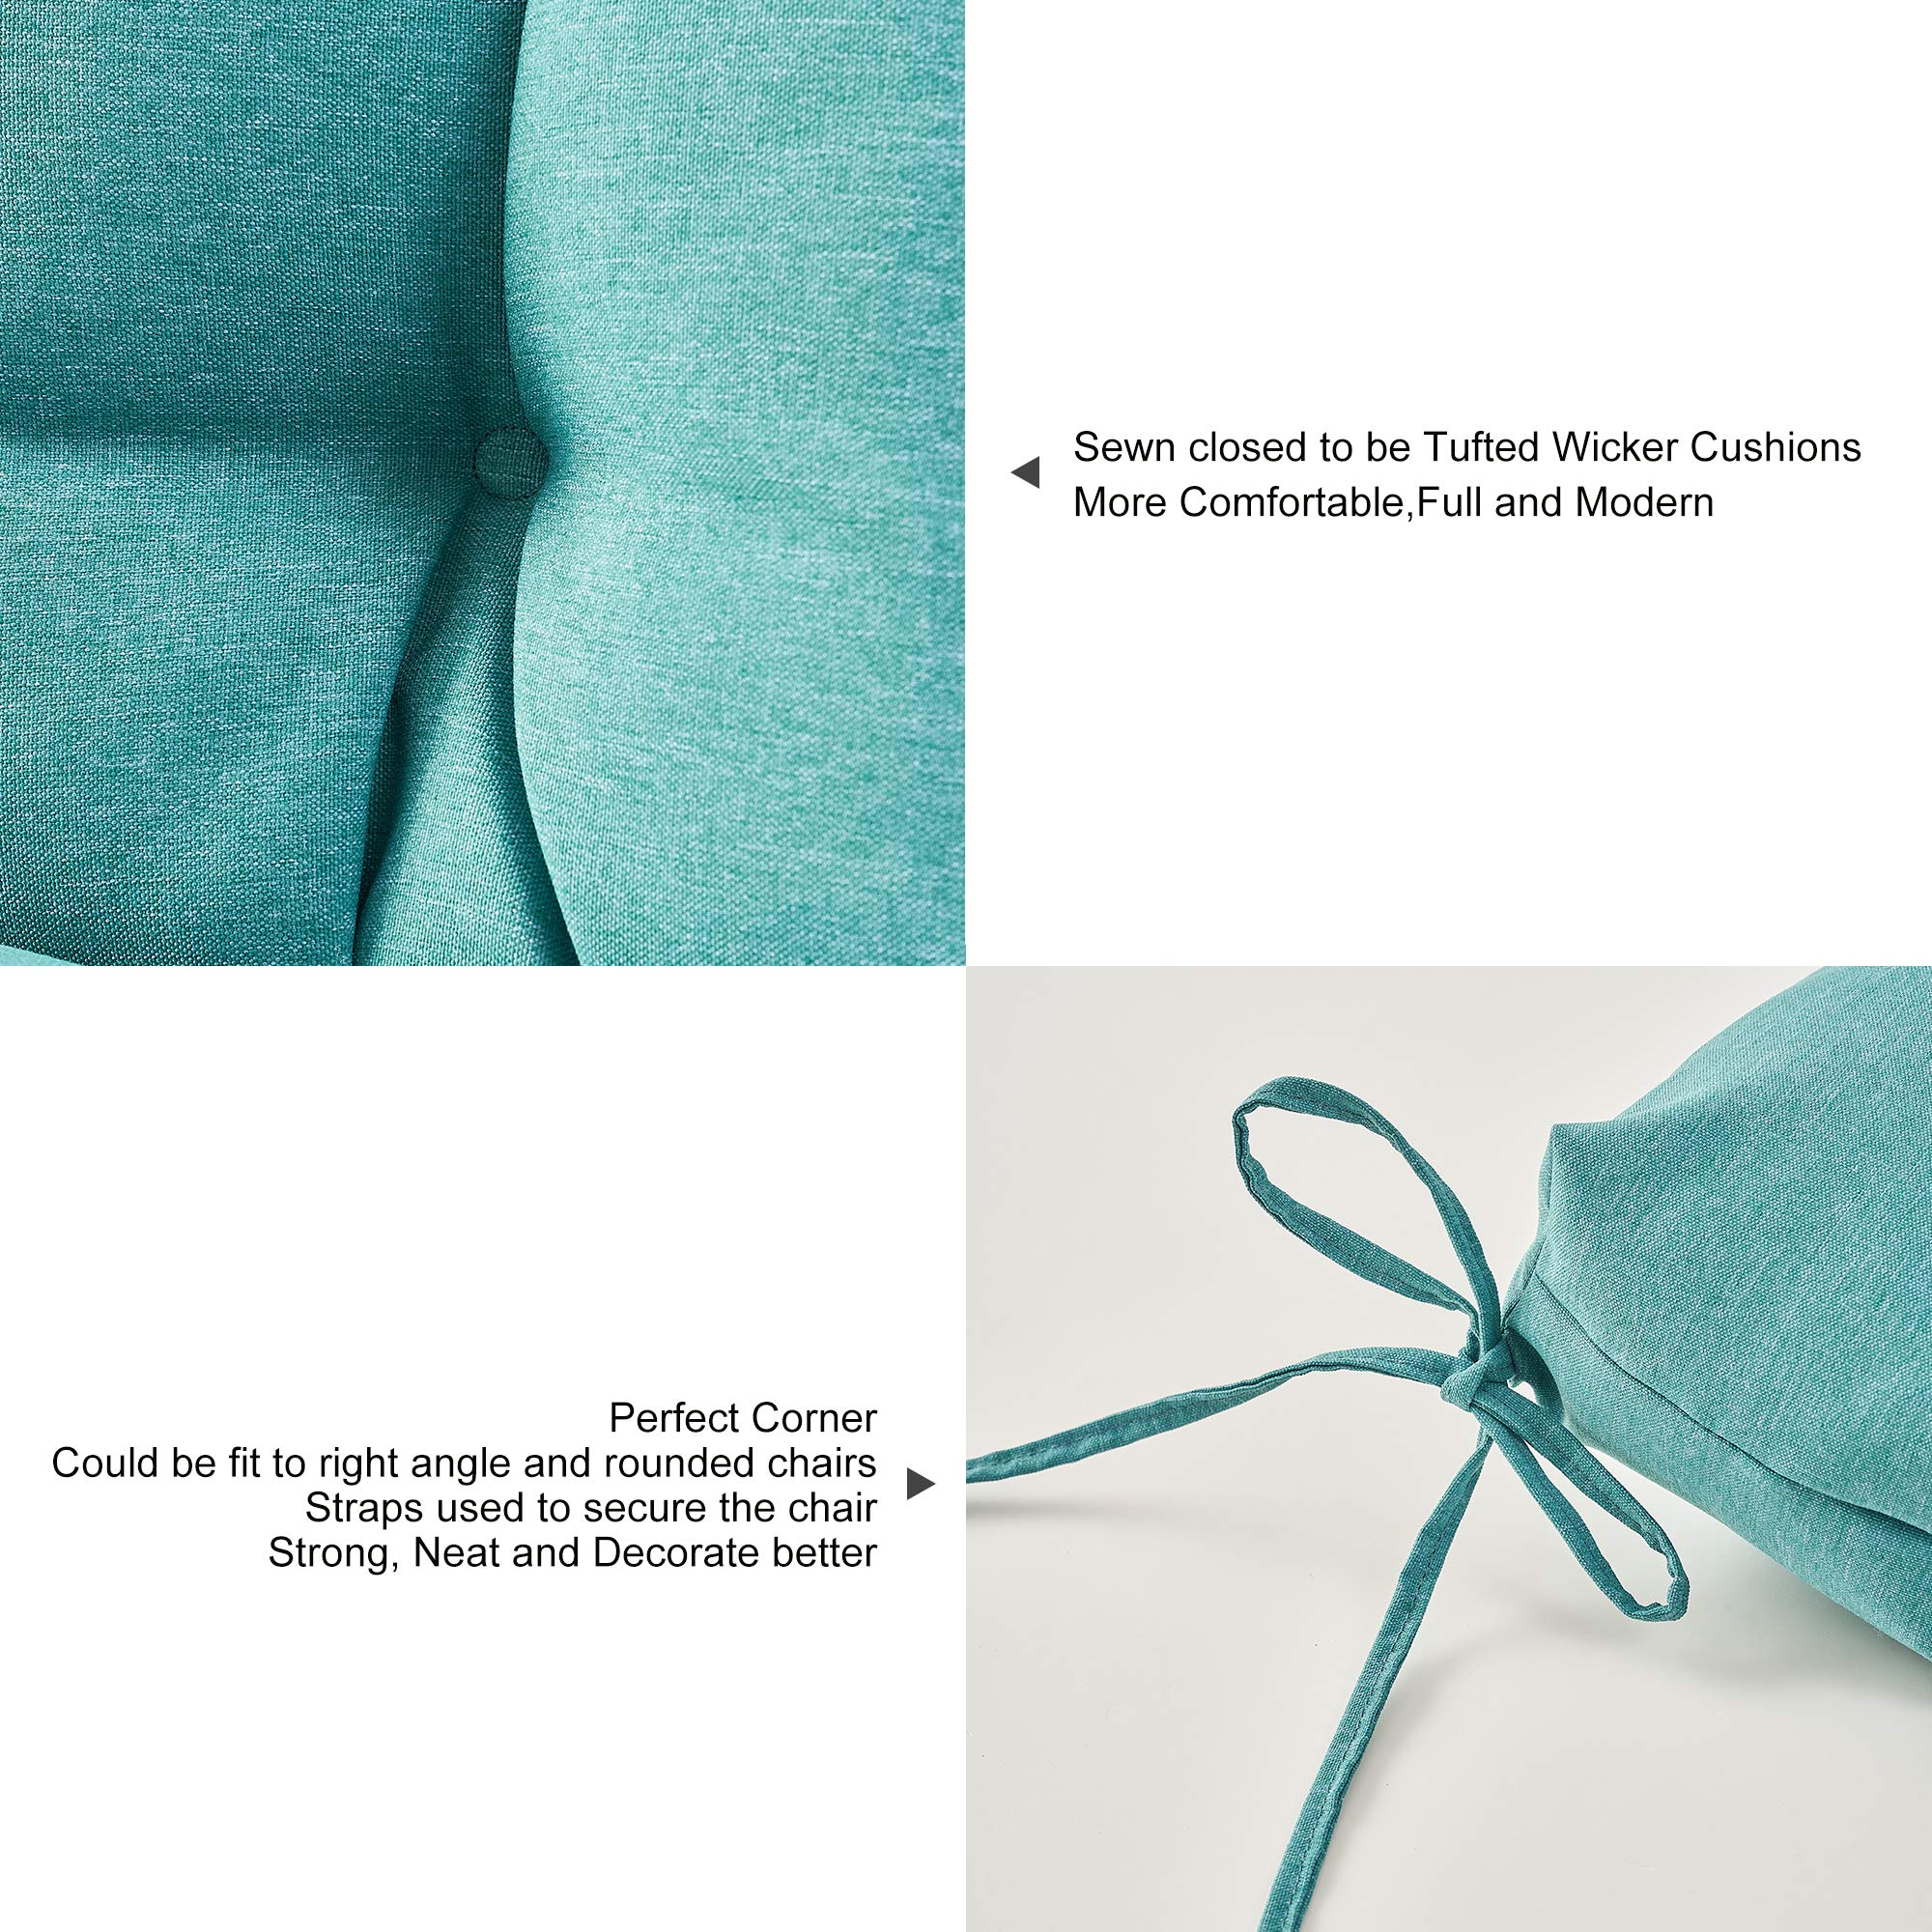 Sewn closed to be Tufted Wicker Cushions
More Comfortable,Full and Modern
Perfect Corner
Could be fit to right angle and rounded chairs
Straps used to secure the chair
Strong, Neat and Decorate better